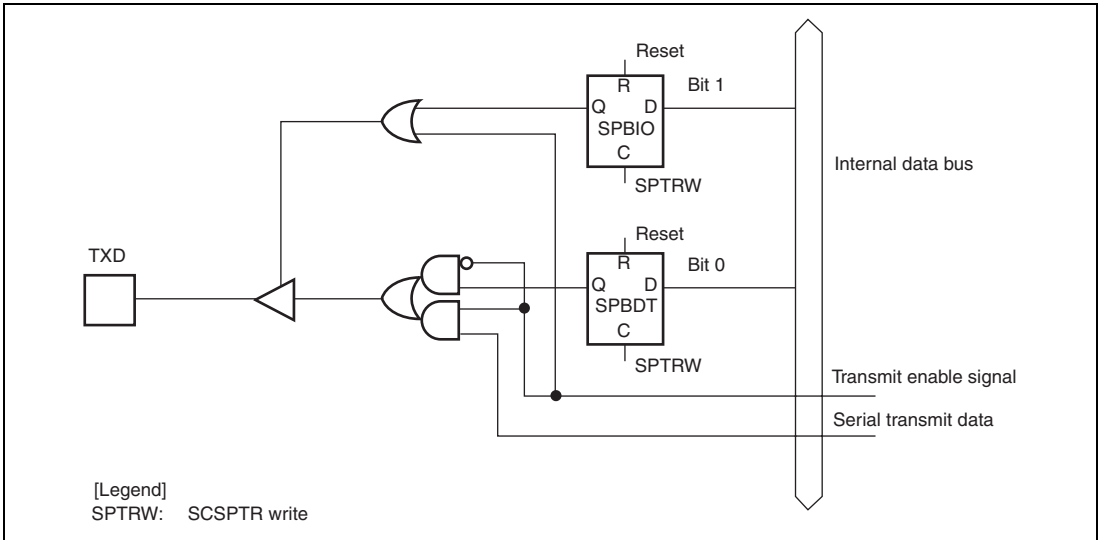 Reset
R
Bit 1
Q D
SPBIO
C
SPTRW
Internal data bus
Reset
TXD
R
Bit 0
Q D
SPBDT
C
SPTRW
Transmit enable signal
Serial transmit data
[Legend]
SPTRW: SCSPTR write